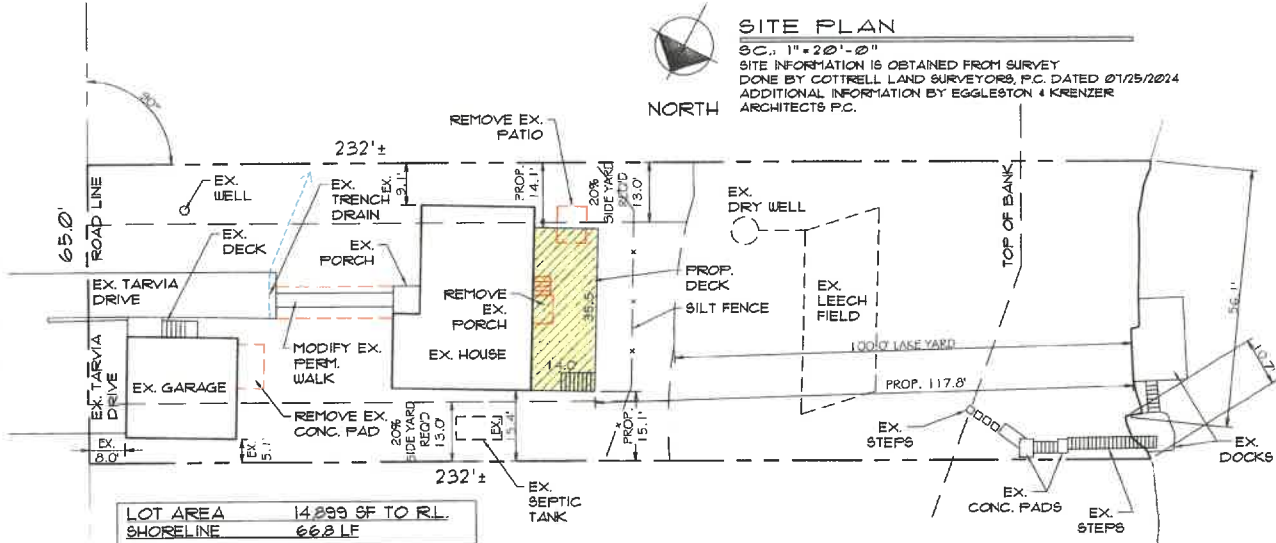 SITE PLAN
SC.: 1" = 20'-0"
SITE INFORMATION IS OBTAINED FROM SURVEY
DONE BY COTTRELL LAND SURVEYORS, P.C. DATED 07/25/2024
ADDITIONAL INFORMATION BY EGGLESTON & KRENZER
ARCHITECTS P.C.
NORTH
90°
REMOVE EX.
PATIO
232'±
EX.
WELL
EX.
TRENCH
DRAIN
EX.
9.1'
PROP.
14.1'
20%
SIDE YARD
REQ'D
13.0'
EX.
DRY WELL
TOP OF BANK
65.0'
ROAD LINE
EX.
DECK
EX.
PORCH
EX. TARVIA
DRIVE
REMOVE
EX.
PORCH
35.5'
PROP.
DECK
SILT FENCE
EX.
LEECH
FIELD
56.1'
EX. TARVIA
DRIVE
EX. GARAGE
MODIFY EX.
PERM.
WALK
EX. HOUSE
14.0'
100.0' LAKE YARD
PROP. 117.8'
10.7'
REMOVE EX.
CONC. PAD
20%
SIDE YARD
REQ'D
13.0'
EX.
15.4'
PROP.
15.1'
EX.
STEPS
EX.
DOCKS
EX.
8.0'
EX.
5.1'
232'±
EX.
SEPTIC
TANK
EX.
CONC. PADS
EX.
STEPS
LOT AREA 14,899 SF TO R.L.
SHORELINE 66.8 LF